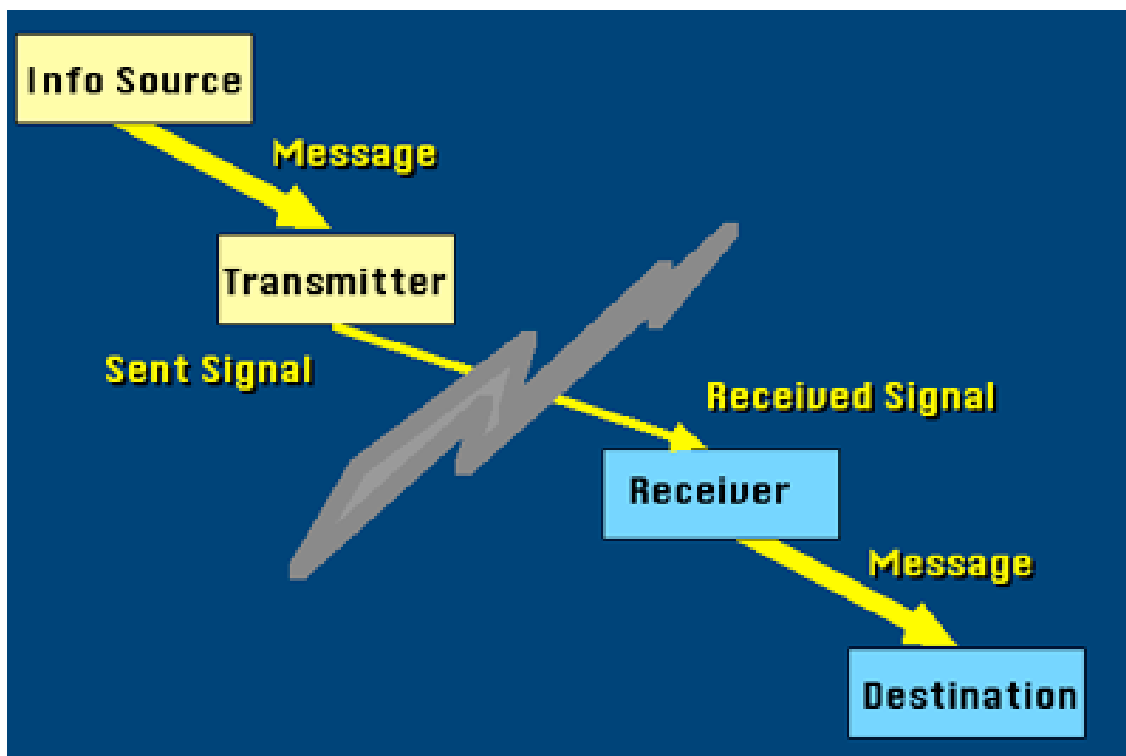 Info Source
Message
Transmitter
Sent Signal
Received Signal
Receiver
Message
Destination